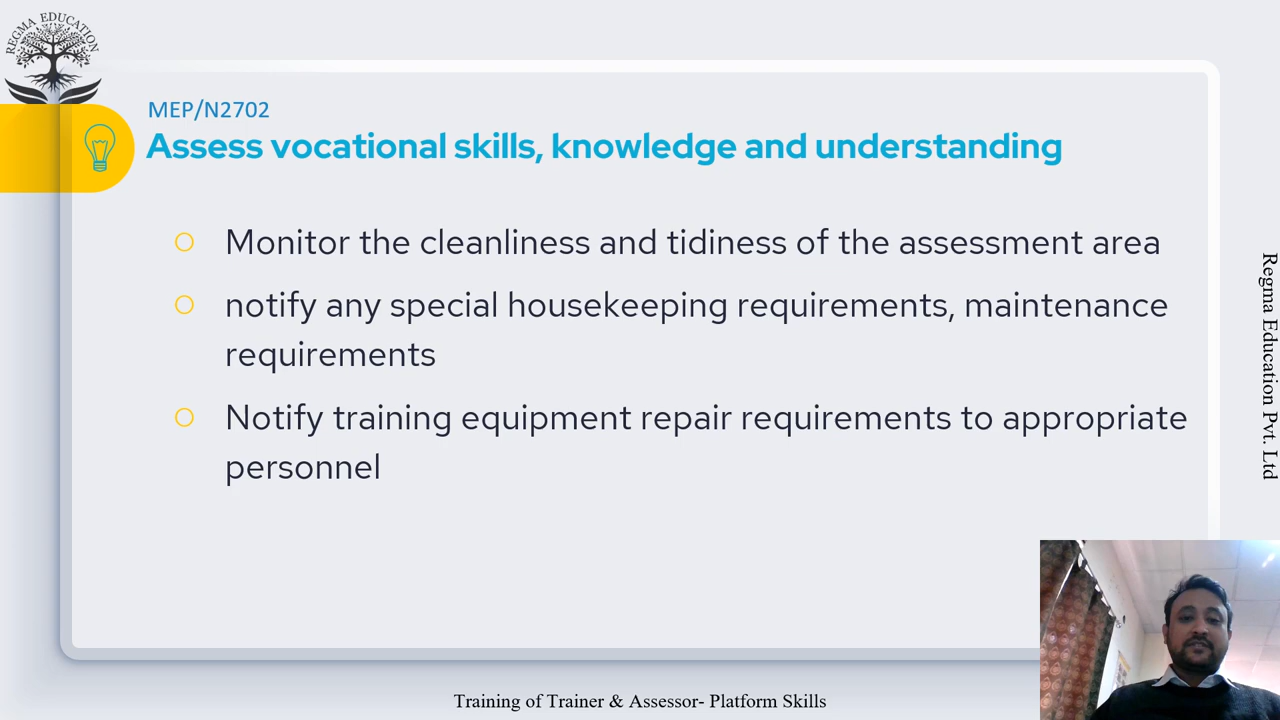 REGMA EDUCATION
MEP/N2702
Assess vocational skills, knowledge and understanding
Monitor the cleanliness and tidiness of the assessment area
notify any special housekeeping requirements, maintenance
requirements
Notify training equipment repair requirements to appropriate
personnel
Regma Education Pvt. Ltd
Training of Trainer & Assessor- Platform Skills